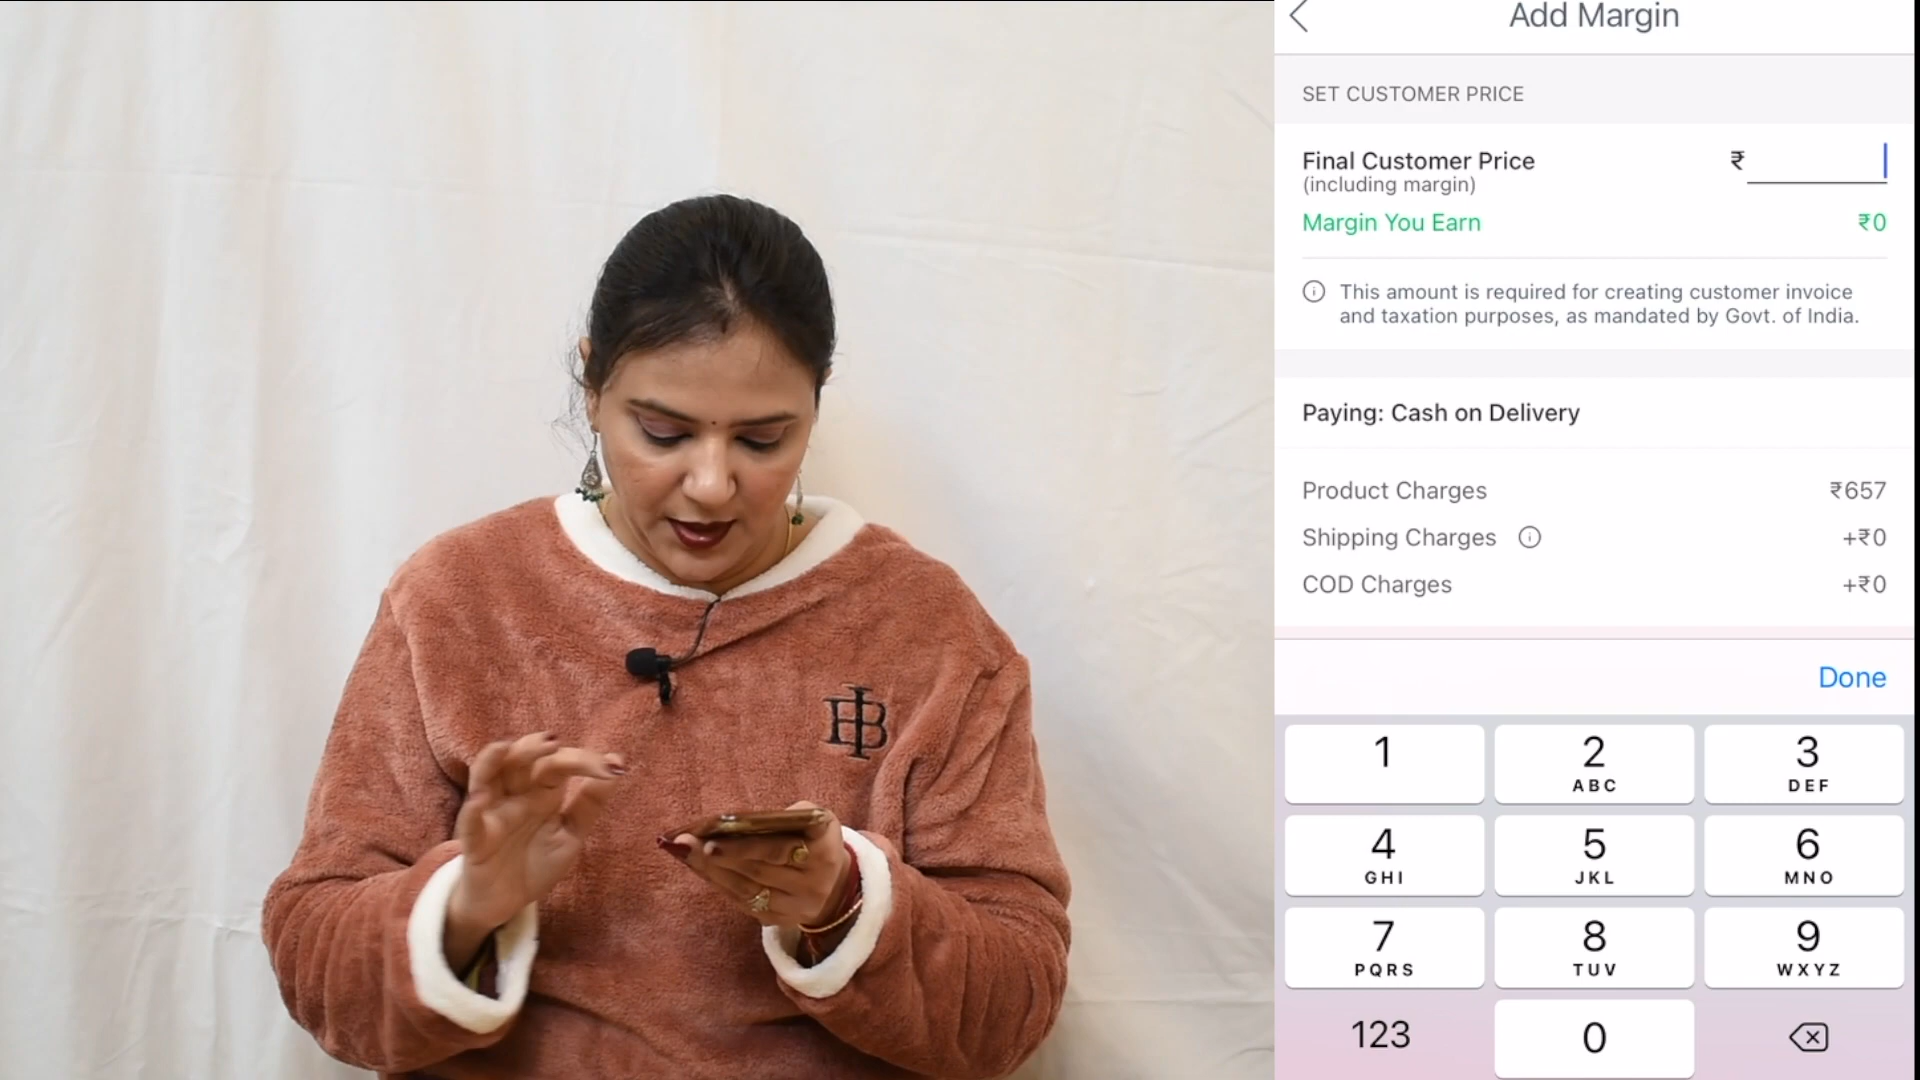 Add Margin
SET CUSTOMER PRICE
Final Customer Price ₹
(including margin)
Margin You Earn ₹0
This amount is required for creating customer invoice
and taxation purposes, as mandated by Govt. of India.
Paying: Cash on Delivery
Product Charges ₹657
Shipping Charges +₹0
COD Charges +₹0
Done
1 2 3
ABC DEF
4 5 6
GHI JKL MNO
7 8 9
PQRS TUV WXYZ
123 0